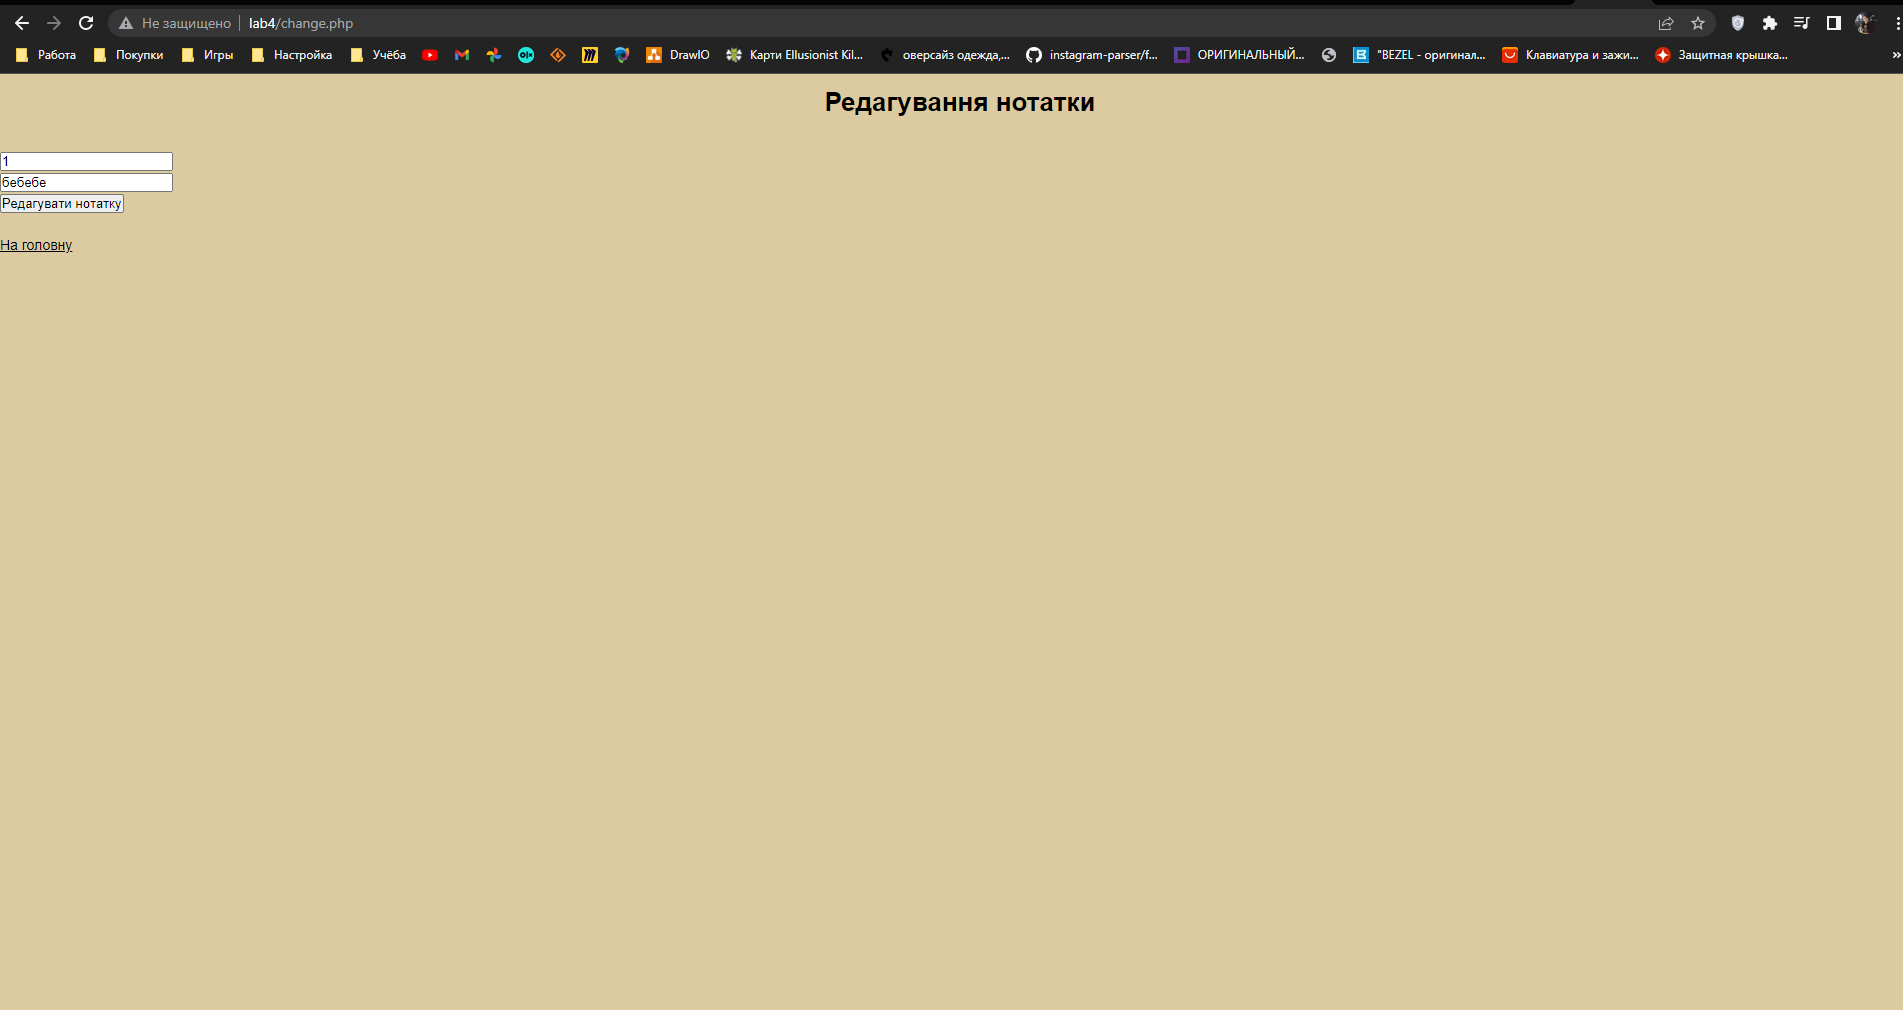 Не защищено lab4/change.php
Работа Покупки Игры Настройка Учёба DrawIO Карти Ellusionist Kil... оверсайз одежда,... instagram-parser/f... ОРИГИНАЛЬНЫЙ... "BEZEL - оригинал... Клавиатура и зажи... Защитная крышка... »
Редагування нотатки
1
бебебе
Редагувати нотатку
На головну